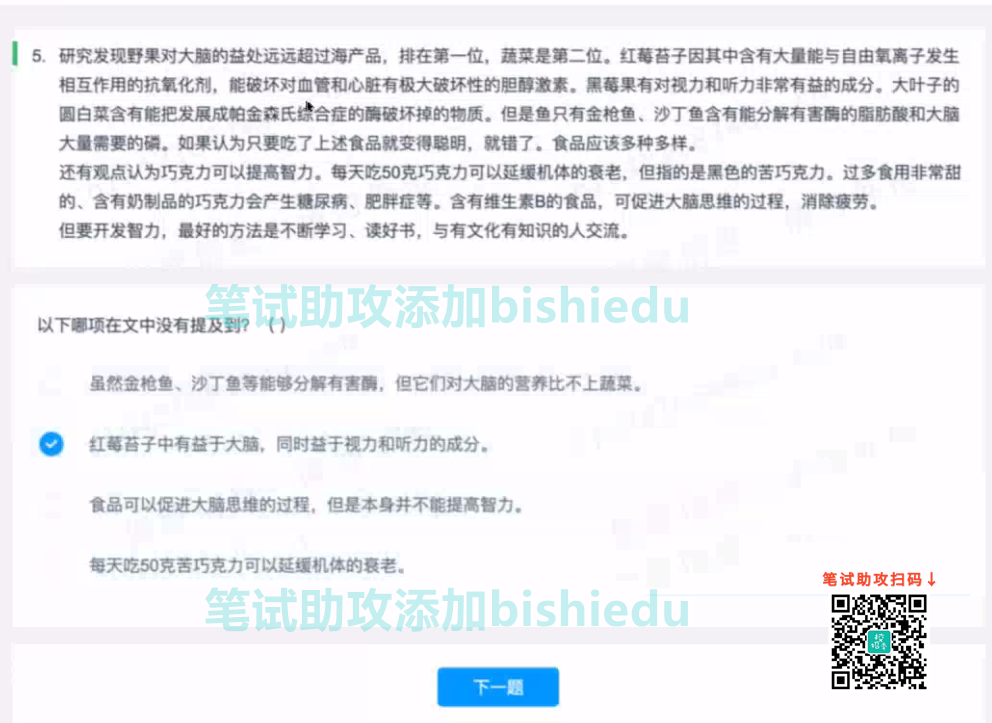 5. 研究发现野果对大脑的益处远远超过海产品，排在第一位，蔬菜是第二位。红莓苔子因其中含有大量能与自由氧离子发生
相互作用的抗氧化剂，能破坏对血管和心脏有极大破坏性的胆醇激素。黑莓果有对视力和听力非常有益的成分。大叶子的
圆白菜含有能把发展成帕金森氏综合症的酶破坏掉的物质。但是鱼只有金枪鱼、沙丁鱼含有能分解有害酶的脂肪酸和大脑
大量需要的磷。如果认为只要吃了上述食品就变得聪明，就错了。食品应该多种多样。
还有观点认为巧克力可以提高智力。每天吃50克巧克力可以延缓机体的衰老，但指的是黑色的苦巧克力。过多食用非常甜
的、含有奶制品的巧克力会产生糖尿病、肥胖症等。含有维生素B的食品，可促进大脑思维的过程，消除疲劳。
但要开发智力，最好的方法是不断学习、读好书，与有文化有知识的人交流。
笔试助攻添加bishiedu
以下哪项在文中没有提及到？（）
虽然金枪鱼、沙丁鱼等能够分解有害酶，但它们对大脑的营养比不上蔬菜。
红莓苔子中有益于大脑，同时益于视力和听力的成分。
食品可以促进大脑思维的过程，但是本身并不能提高智力。
每天吃50克苦巧克力可以延缓机体的衰老。
笔试助攻扫码↓
笔试助攻添加bishiedu
下一题